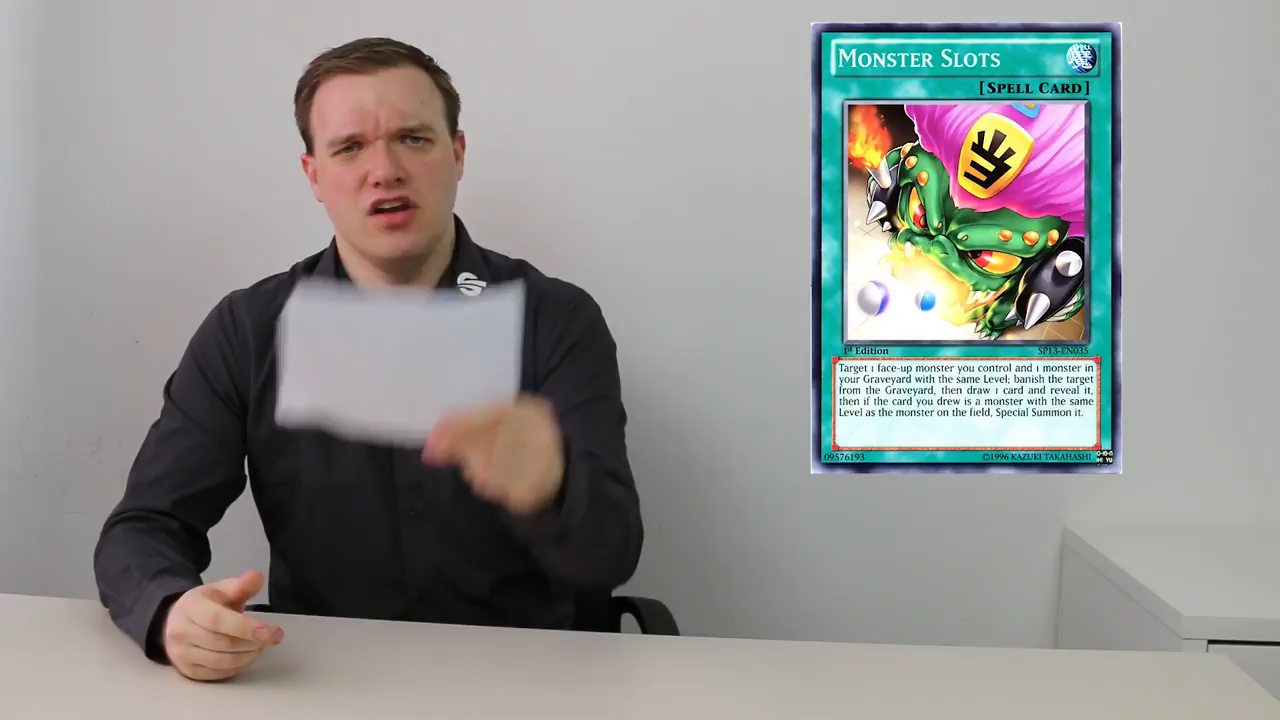 MONSTER SLOTS
[SPELL CARD]
1st Edition
SP13-EN035
Target 1 face-up monster you control and 1 monster in
your Graveyard with the same Level; banish the target
from the Graveyard, then draw 1 card and reveal it,
then if the card you drew is a monster with the same
Level as the monster on the field, Special Summon it.
09576193
©1996 KAZUKI TAKAHASHI